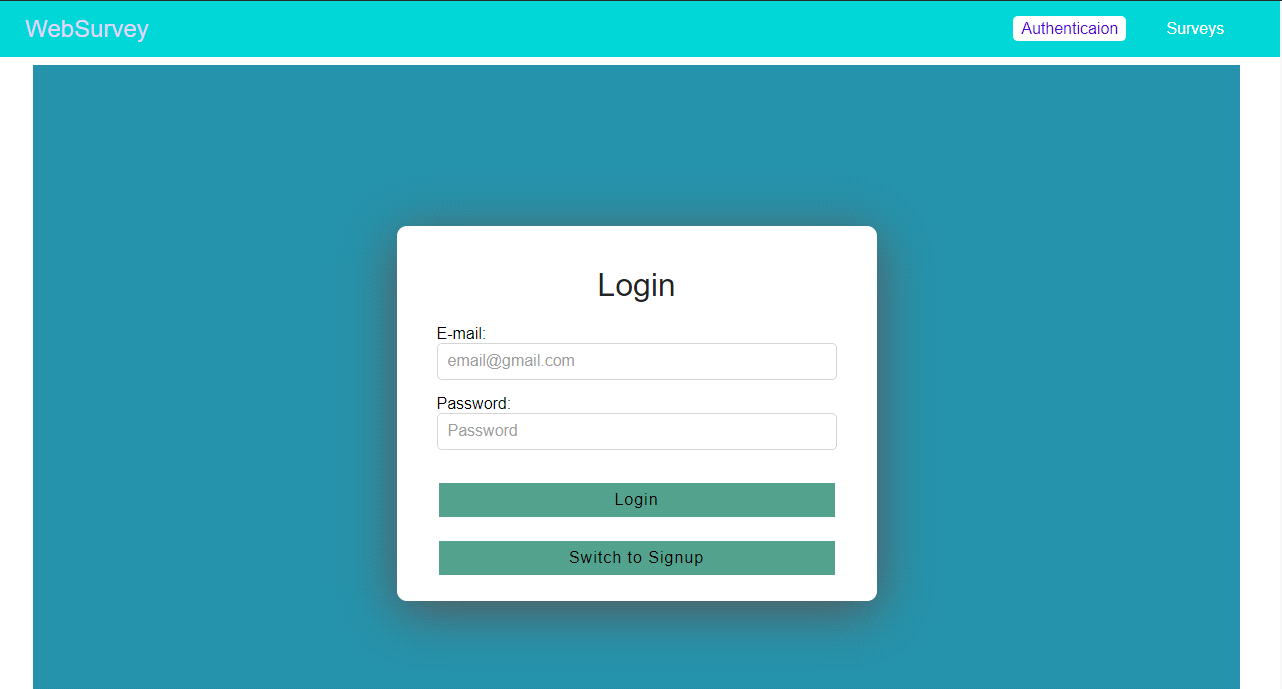 WebSurvey
Authenticaion
Surveys
Login
E-mail:
email@gmail.com
Password:
Password
Login
Switch to Signup